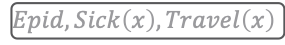 Epid, Sick(x), Travel(x)